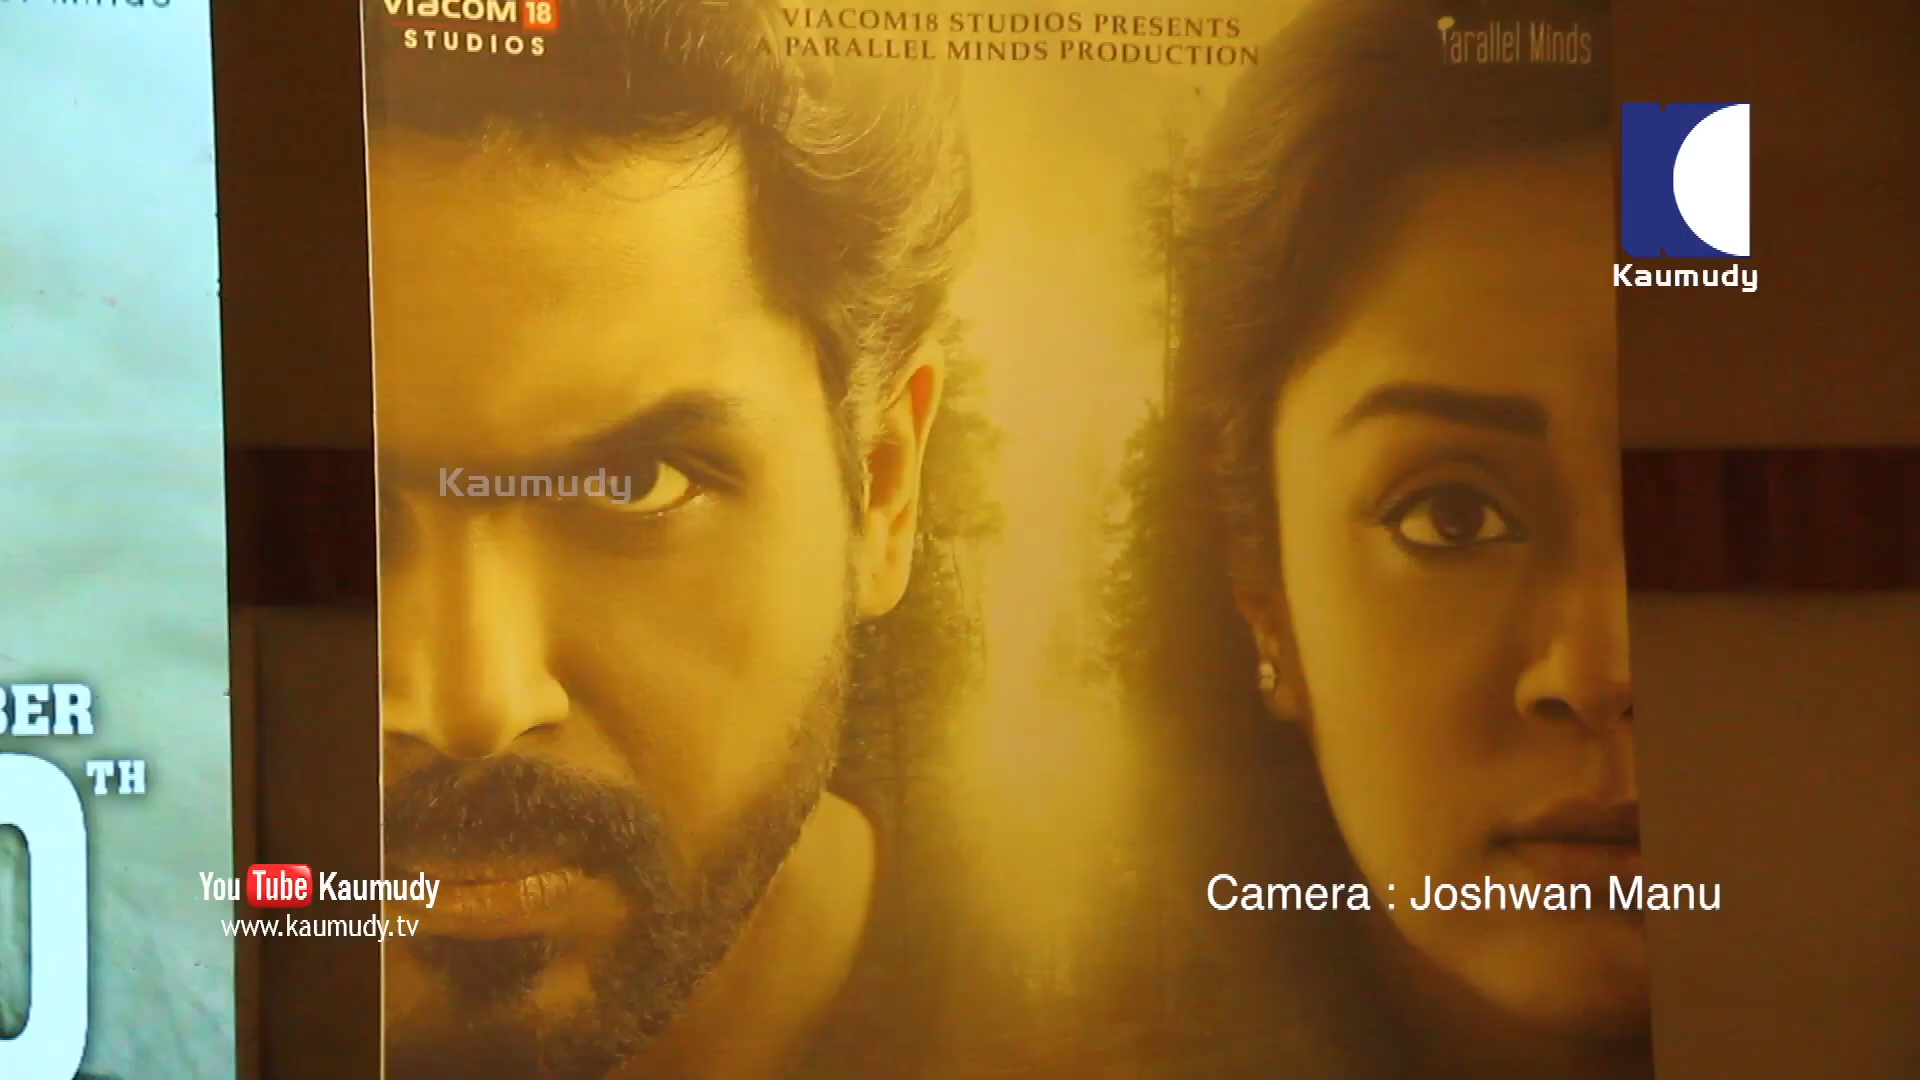 VIACOM 18
STUDIOS
VIACOM18 STUDIOS PRESENTS
A PARALLEL MINDS PRODUCTION
Parallel Minds
Kaumudy
Kaumudy
BER
TH
0
You Tube Kaumudy
www.kaumudy.tv
Camera : Joshwan Manu